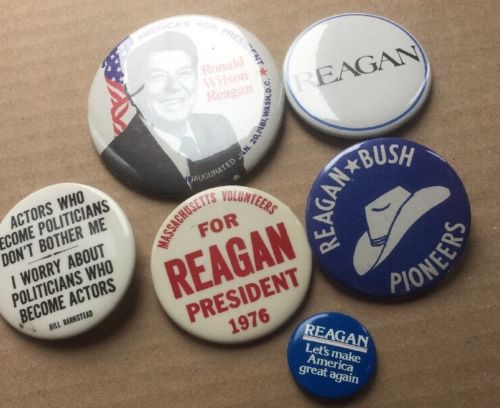 AMERICA'S 40th PRESIDENT
Ronald
Wilson
Reagan
INAUGURATED JAN. 20, 1981, WASH., D.C.
REAGAN
ACTORS WHO
BECOME POLITICIANS
DON'T BOTHER ME
I WORRY ABOUT
POLITICIANS WHO
BECOME ACTORS
BILL BARNSTEAD
MASSACHUSETTS VOLUNTEERS
FOR
REAGAN
PRESIDENT
1976
REAGAN★BUSH
PIONEERS
REAGAN
Let's make
America
great again